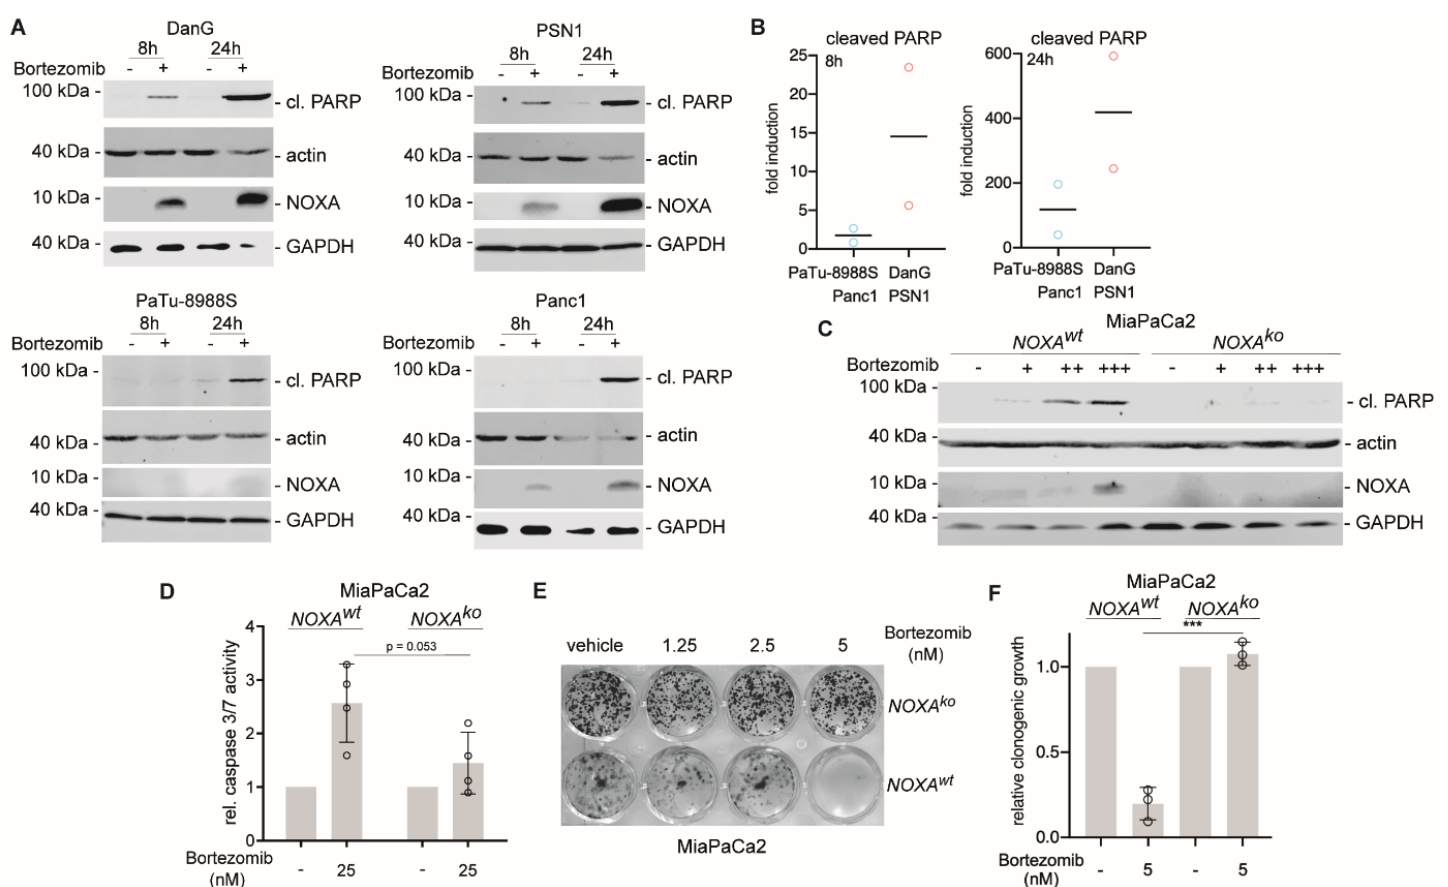 A
DanG
8h 24h
Bortezomib - + - +
100 kDa - - cl. PARP
40 kDa - - actin
10 kDa - - NOXA
40 kDa - - GAPDH
PSN1
8h 24h
Bortezomib - + - +
100 kDa - - cl. PARP
40 kDa - - actin
10 kDa - - NOXA
40 kDa - - GAPDH
PaTu-8988S
8h 24h
Bortezomib - + - +
100 kDa - - cl. PARP
40 kDa - - actin
10 kDa - - NOXA
40 kDa - - GAPDH
Panc1
8h 24h
Bortezomib - + - +
100 kDa - - cl. PARP
40 kDa - - actin
10 kDa - - NOXA
40 kDa - - GAPDH
B
cleaved PARP
8h
fold induction
25
20
15
10
5
0
PaTu-8988S DanG
Panc1 PSN1
cleaved PARP
24h
fold induction
600
400
200
0
PaTu-8988S DanG
Panc1 PSN1
C
MiaPaCa2
NOXAwt NOXAko
Bortezomib - + ++ +++ - + ++ +++
100 kDa - - cl. PARP
40 kDa - - actin
10 kDa - - NOXA
40 kDa - - GAPDH
D
MiaPaCa2
NOXAwt NOXAko
p = 0.053
rel. caspase 3/7 activity
4
3
2
1
0
Bortezomib
(nM) - 25 - 25
E
vehicle 1.25 2.5 5 Bortezomib
(nM)
NOXAko
NOXAwt
MiaPaCa2
F
MiaPaCa2
NOXAwt NOXAko
***
relative clonogenic growth
1.0
0.5
0.0
Bortezomib
(nM) - 5 - 5